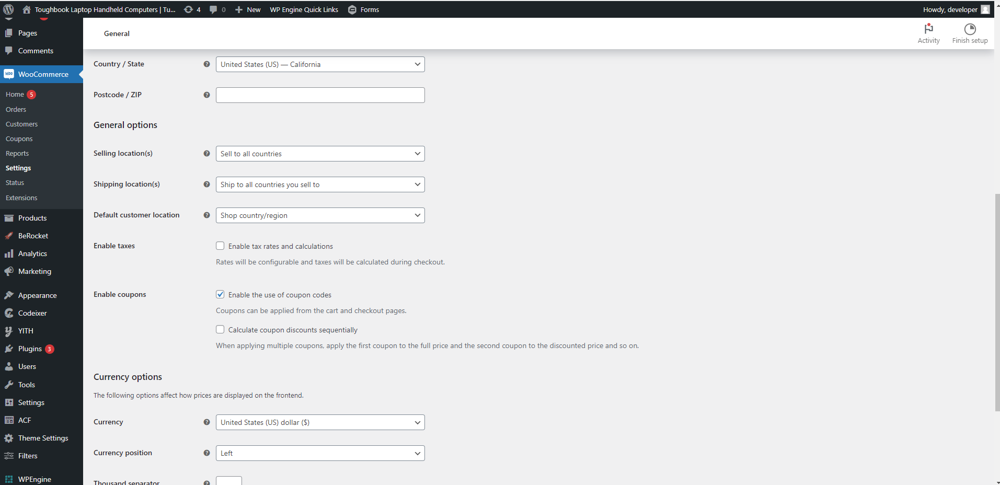 Toughbook Laptop Handheld Computers | Tu... 4 0 New WP Engine Quick Links Forms Howdy, developer
Pages
Comments
WOO WooCommerce
Home 5
Orders
Customers
Coupons
Reports
Settings
Status
Extensions
Products
BeRocket
Analytics
Marketing
Appearance
Codeixer
YITH
Plugins 3
Users
Tools
Settings
ACF
Theme Settings
Filters
WPEngine
General
Activity
Finish setup
Country / State ? United States (US) — California
Postcode / ZIP ?
General options
Selling location(s) ? Sell to all countries
Shipping location(s) ? Ship to all countries you sell to
Default customer location ? Shop country/region
Enable taxes Enable tax rates and calculations
Rates will be configurable and taxes will be calculated during checkout.
Enable coupons Enable the use of coupon codes
Coupons can be applied from the cart and checkout pages.
Calculate coupon discounts sequentially
When applying multiple coupons, apply the first coupon to the full price and the second coupon to the discounted price and so on.
Currency options
The following options affect how prices are displayed on the frontend.
Currency ? United States (US) dollar ($)
Currency position ? Left
Thousand separator ?